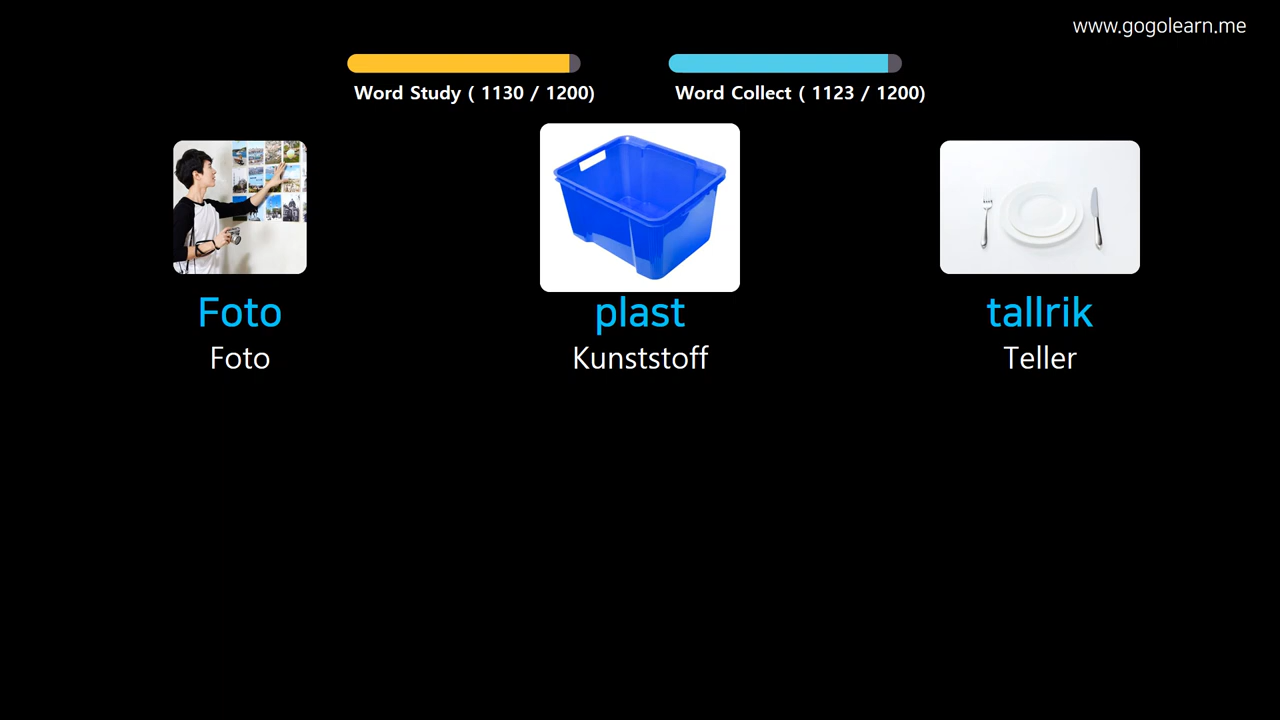 www.gogolearn.me
Word Study ( 1130 / 1200)
Word Collect ( 1123 / 1200)
Foto
Foto
plast
Kunststoff
tallrik
Teller